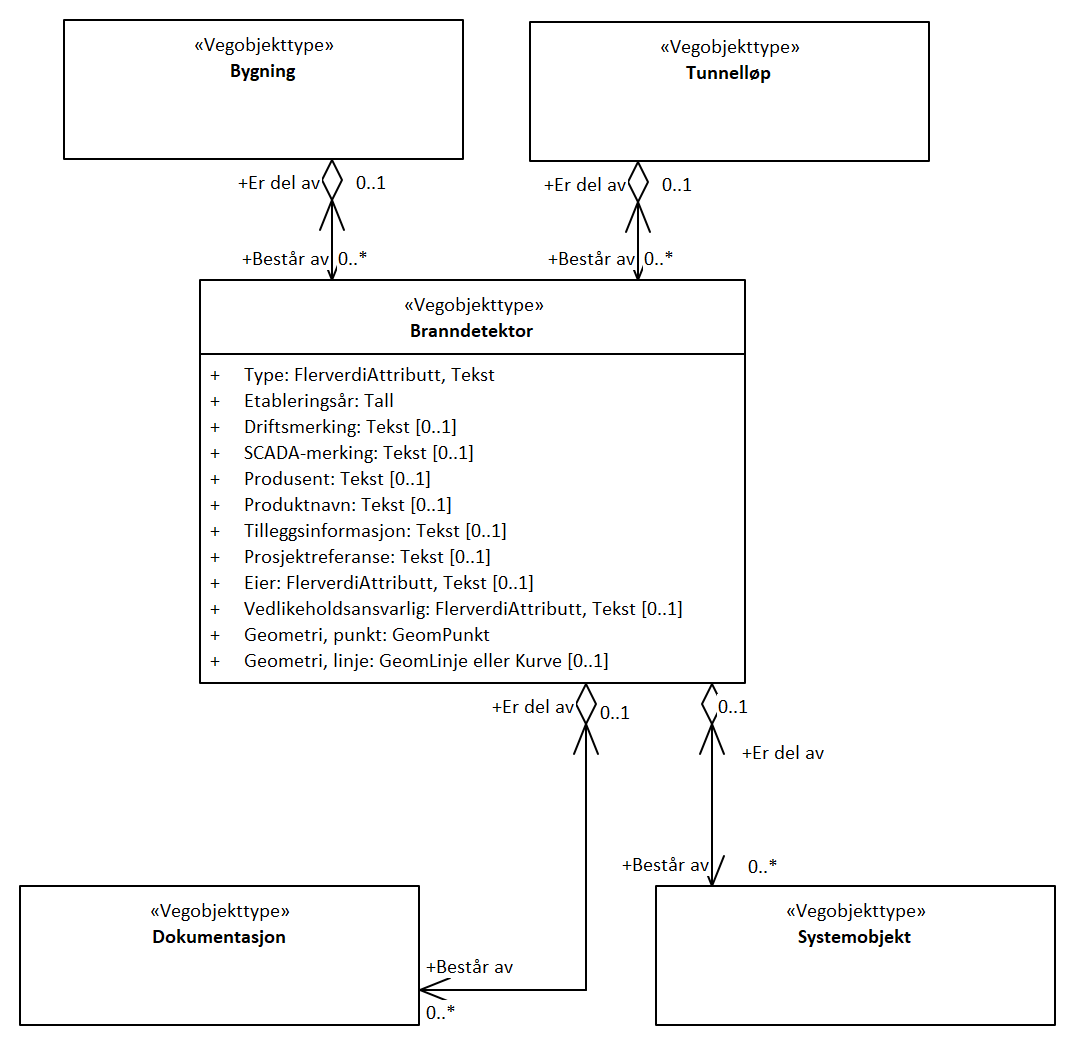 «Vegobjekttype»
Bygning
«Vegobjekttype»
Tunnelløp
+Er del av
0..1
+Er del av
0..1
+Består av
0..*
+Består av
0..*
«Vegobjekttype»
Branndetektor
+ Type: FlerverdiAttributt, Tekst
+ Etableringsår: Tall
+ Driftsmerking: Tekst [0..1]
+ SCADA-merking: Tekst [0..1]
+ Produsent: Tekst [0..1]
+ Produktnavn: Tekst [0..1]
+ Tilleggsinformasjon: Tekst [0..1]
+ Prosjektreferanse: Tekst [0..1]
+ Eier: FlerverdiAttributt, Tekst [0..1]
+ Vedlikeholdsansvarlig: FlerverdiAttributt, Tekst [0..1]
+ Geometri, punkt: GeomPunkt
+ Geometri, linje: GeomLinje eller Kurve [0..1]
+Er del av
0..1
0..1
+Er del av
+Består av
0..*
«Vegobjekttype»
Dokumentasjon
+Består av
0..*
«Vegobjekttype»
Systemobjekt